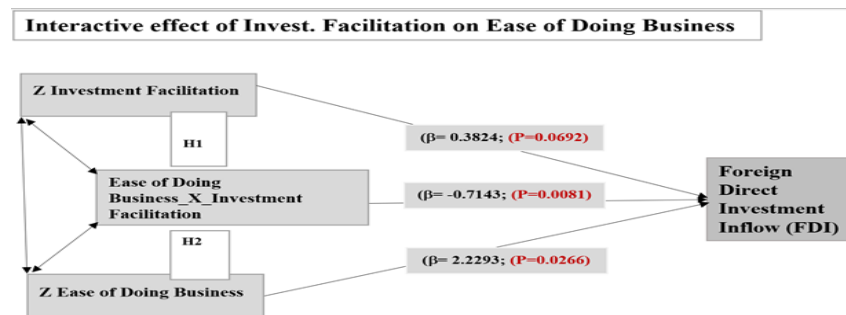 Interactive effect of Invest. Facilitation on Ease of Doing Business
Z Investment Facilitation
H1
(β= 0.3824; (P=0.0692)
Ease of Doing
Business_X_Investment
Facilitation
(β= -0.7143; (P=0.0081)
Foreign
Direct
Investment
Inflow (FDI)
H2
(β= 2.2293; (P=0.0266)
Z Ease of Doing Business